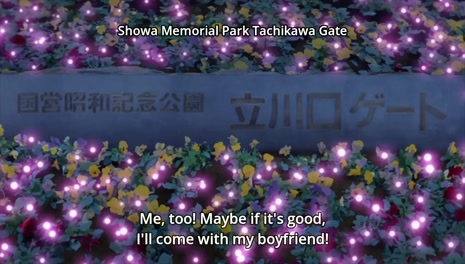 Showa Memorial Park Tachikawa Gate
国営昭和記念公園 立川口ゲート
Me, too! Maybe if it's good,
I'll come with my boyfriend!